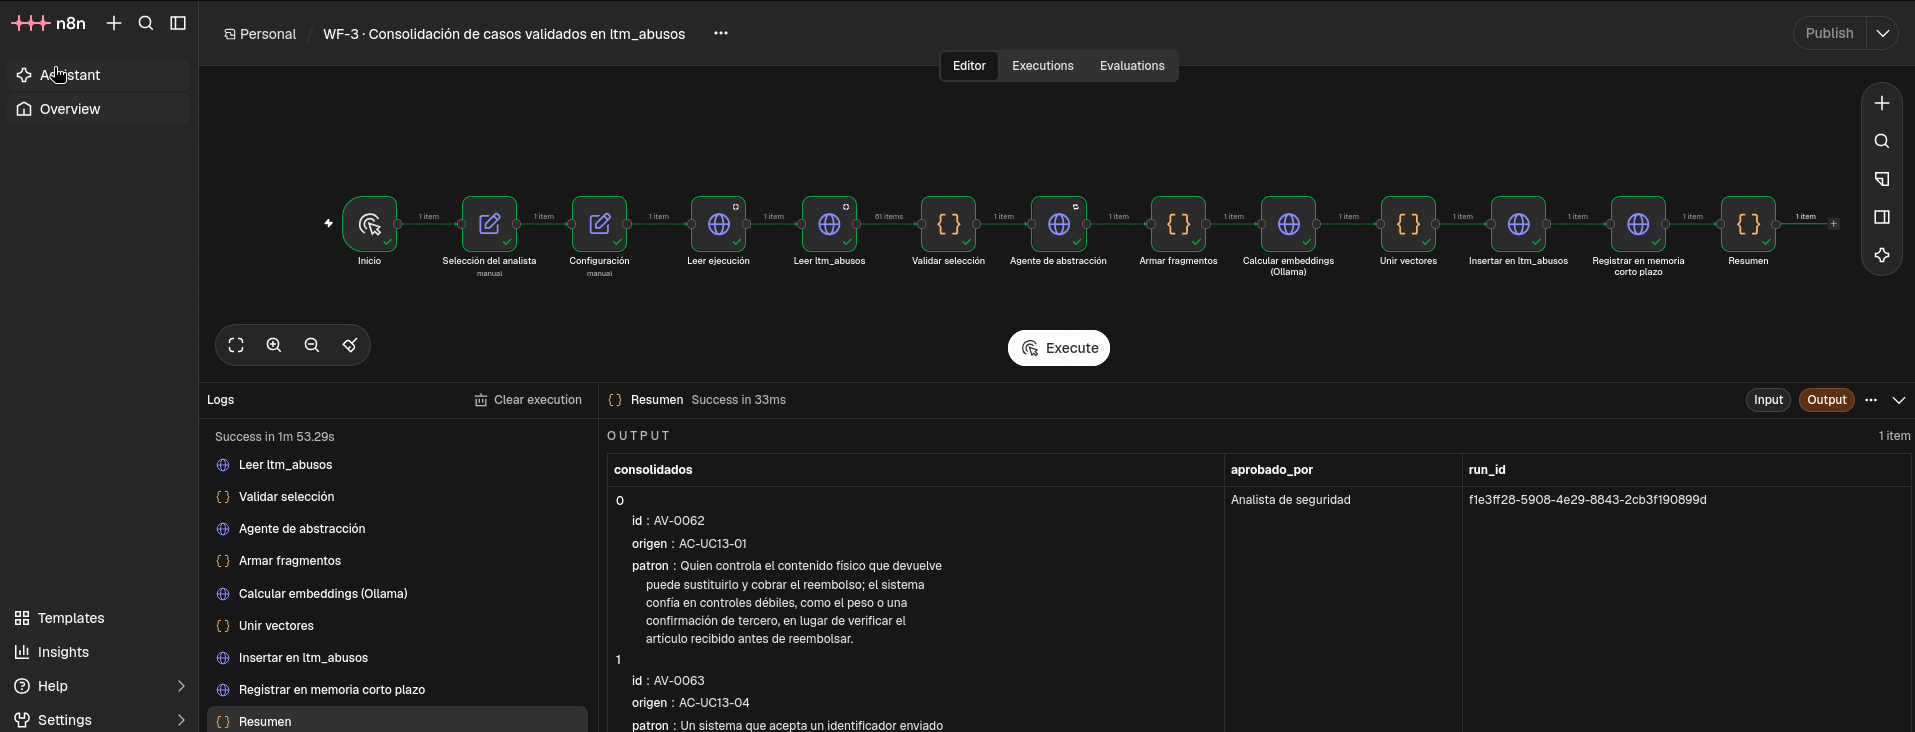 n8n
Personal / WF-3 · Consolidación de casos validados en ltm_abusos
Publish
Editor Executions Evaluations
Overview
1 item 1 item 1 item 1 item 61 items 1 item 1 item 1 item 1 item 1 item 1 item 1 item 1 item
Inicio
Selección del analista
manual
Configuración
manual
Leer ejecución
Leer ltm_abusos
Validar selección
Agente de abstracción
Armar fragmentos
Calcular embeddings
(Ollama)
Unir vectores
Insertar en ltm_abusos
Registrar en memoria
corto plazo
Resumen
Execute
Logs
Clear execution
Success in 1m 53.29s
Leer ltm_abusos
Validar selección
Agente de abstracción
Armar fragmentos
Calcular embeddings (Ollama)
Unir vectores
Insertar en ltm_abusos
Registrar en memoria corto plazo
Resumen
Templates
Insights
Help
Settings
Resumen Success in 33ms
Input Output
OUTPUT
1 item
consolidados aprobado_por run_id
0
Analista de seguridad
f1e3ff28-5908-4e29-8843-2cb3f190899d
id : AV-0062
origen : AC-UC13-01
patron : Quien controla el contenido físico que devuelve
puede sustituirlo y cobrar el reembolso; el sistema
confía en controles débiles, como el peso o una
confirmación de tercero, en lugar de verificar el
artículo recibido antes de reembolsar.
1
id : AV-0063
origen : AC-UC13-04
patron : Un sistema que acepta un identificador enviado